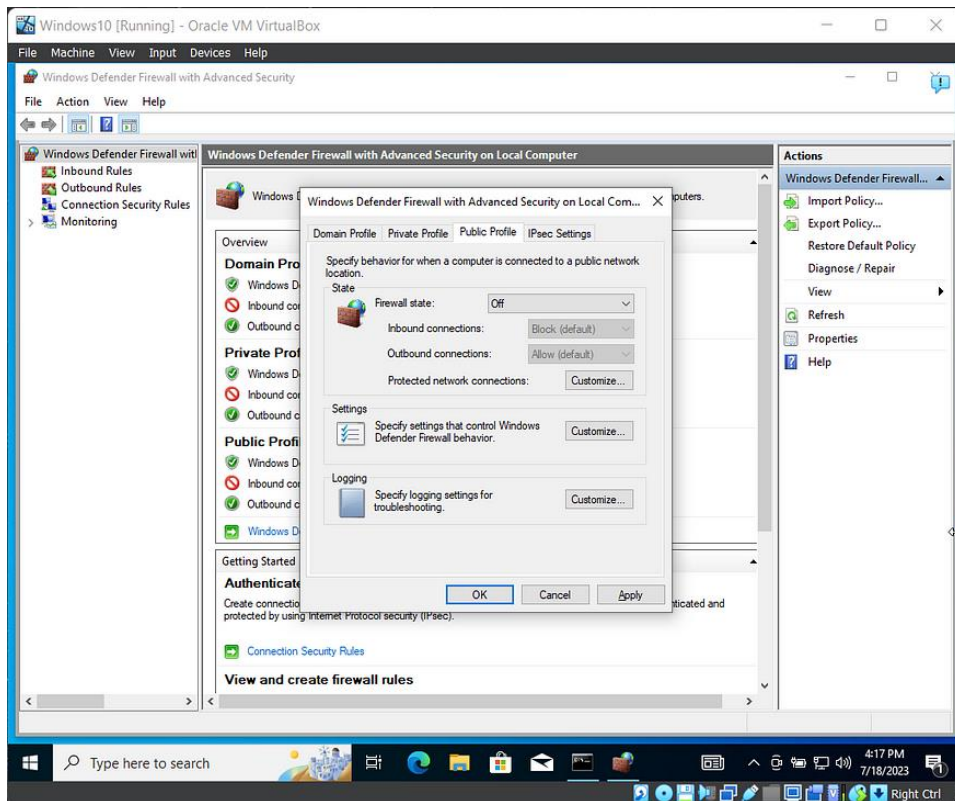 Windows10 [Running] - Oracle VM VirtualBox
File Machine View Input Devices Help
Windows Defender Firewall with Advanced Security
File Action View Help
Windows Defender Firewall with
Inbound Rules
Outbound Rules
Connection Security Rules
Monitoring
Windows Defender Firewall with Advanced Security on Local Computer
Windows D
puters.
Overview
Domain Pro
Windows D
Inbound con
Outbound c
Private Prof
Windows D
Inbound con
Outbound c
Public Profi
Windows D
Inbound con
Outbound c
Windows D
Getting Started
Authenticate
Create connectio
nticated and
protected by using Internet Protocol security (IPsec).
Connection Security Rules
View and create firewall rules
Windows Defender Firewall with Advanced Security on Local Com...
Domain Profile Private Profile Public Profile IPsec Settings
Specify behavior for when a computer is connected to a public network
location.
State
Firewall state: Off
Inbound connections: Block (default)
Outbound connections: Allow (default)
Protected network connections: Customize...
Settings
Specify settings that control Windows
Defender Firewall behavior.
Customize...
Logging
Specify logging settings for
troubleshooting.
Customize...
OK Cancel Apply
Actions
Windows Defender Firewall...
Import Policy...
Export Policy...
Restore Default Policy
Diagnose / Repair
View
Refresh
Properties
Help
Type here to search
4:17 PM
7/18/2023
1
Right Ctrl